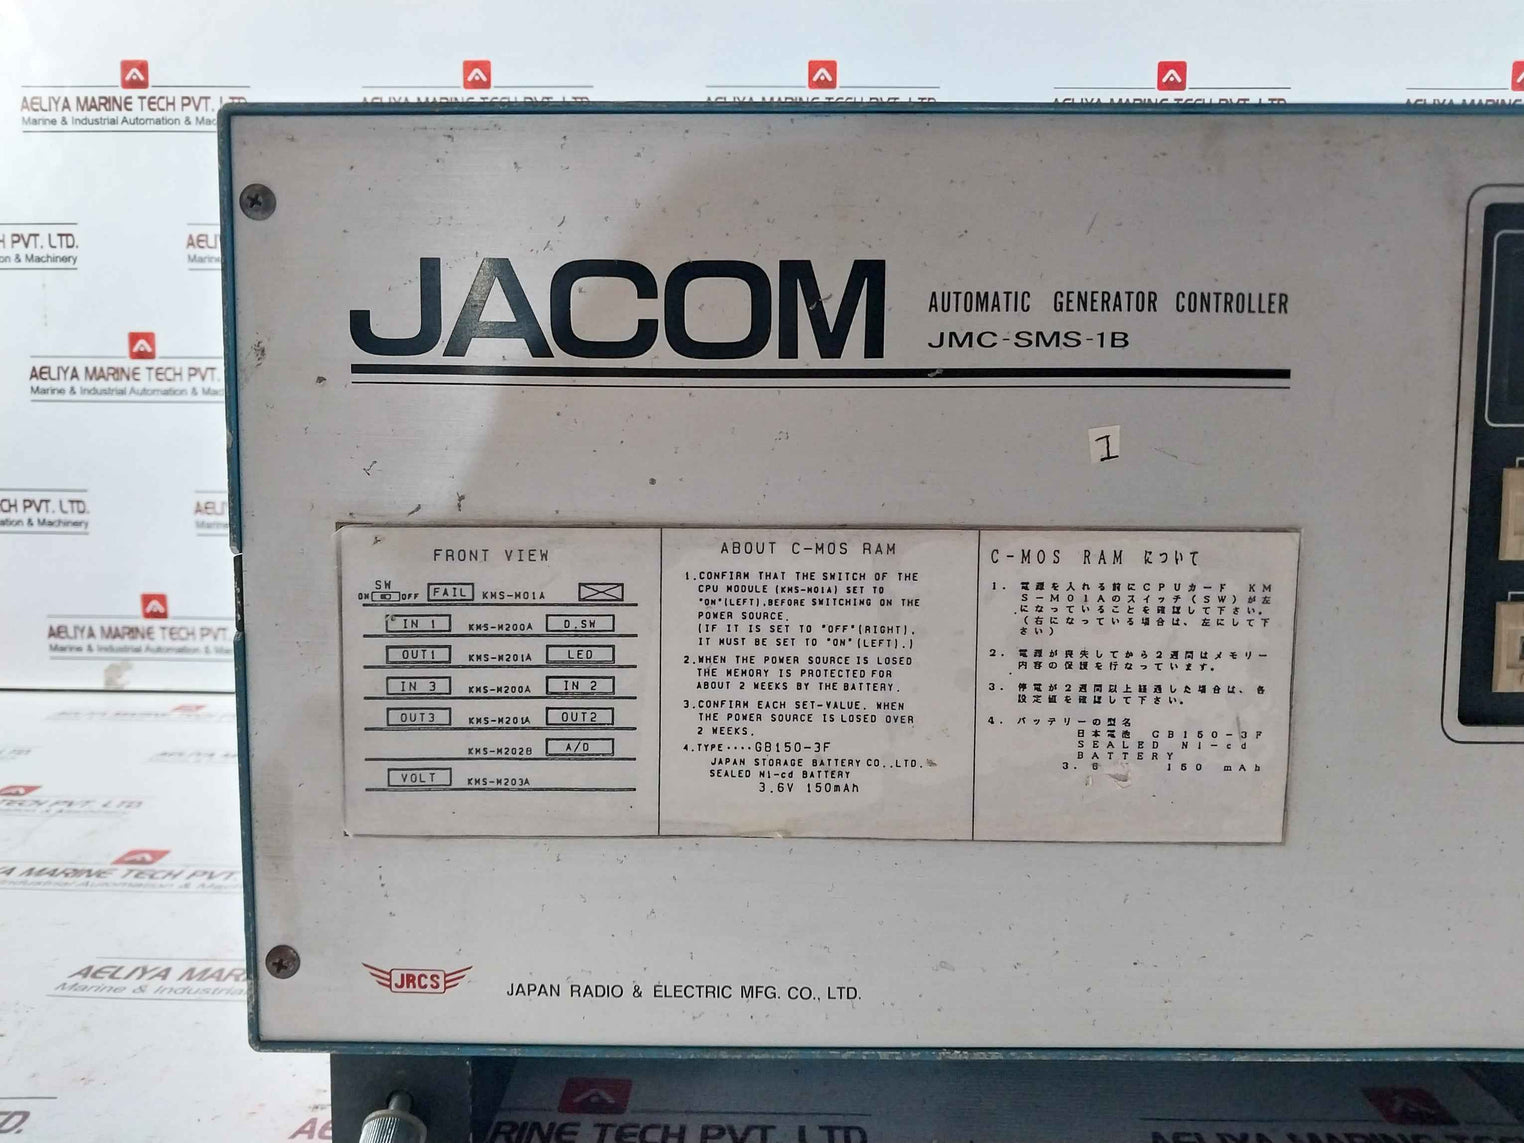 AELIYA MARINE TECH PVT. LTD.
Marine & Industrial Automation & Mac
JACOM
AUTOMATIC GENERATOR CONTROLLER
JMC-SMS-1B
1
FRONT VIEW
SW
ON OFF FAIL KMS-M01A
IN 1 KMS-M200A D.SW
OUT1 KMS-M201A LED
IN 3 KMS-M200A IN 2
OUT3 KMS-M201A OUT2
KMS-M202B A/D
VOLT KMS-M203A
ABOUT C-MOS RAM
1.CONFIRM THAT THE SWITCH OF THE
CPU MODULE (KMS-M01A) SET TO
"ON"(LEFT),BEFORE SWITCHING ON THE
POWER SOURCE.
(IF IT IS SET TO "OFF"(RIGHT),
IT MUST BE SET TO "ON"(LEFT).)
2.WHEN THE POWER SOURCE IS LOSED
THE MEMORY IS PROTECTED FOR
ABOUT 2 WEEKS BY THE BATTERY.
3.CONFIRM EACH SET-VALUE, WHEN
THE POWER SOURCE IS LOSED OVER
2 WEEKS.
4.TYPE····GB150-3F
JAPAN STORAGE BATTERY CO.,LTD.
SEALED Ni-cd BATTERY
3.6V 150mAh
C-MOS RAM について
1. 電源を入れる前にCPUカード KM
S-M01Aのスイッチ(SW)が左
になっていることを確認して下さい。
(右になっている場合は、左にして下
さい)
2. 電源が喪失してから2週間はメモリー
内容の保護を行なっています。
3. 停電が2週間以上経過した場合は、各
設定値を確認して下さい。
4. バッテリーの型名
日本電池 GB150-3F
SEALED Ni-cd
BATTERY
3.6 150 mAh
JRCS
JAPAN RADIO & ELECTRIC MFG. CO., LTD.